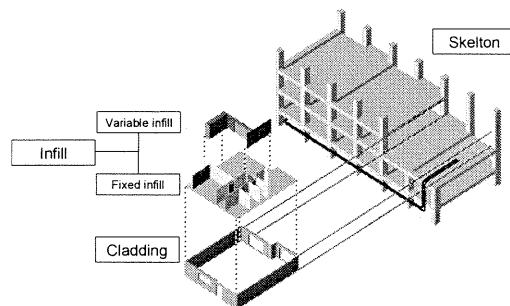 Skelton
Variable infill
Infill
Fixed infill
Cladding